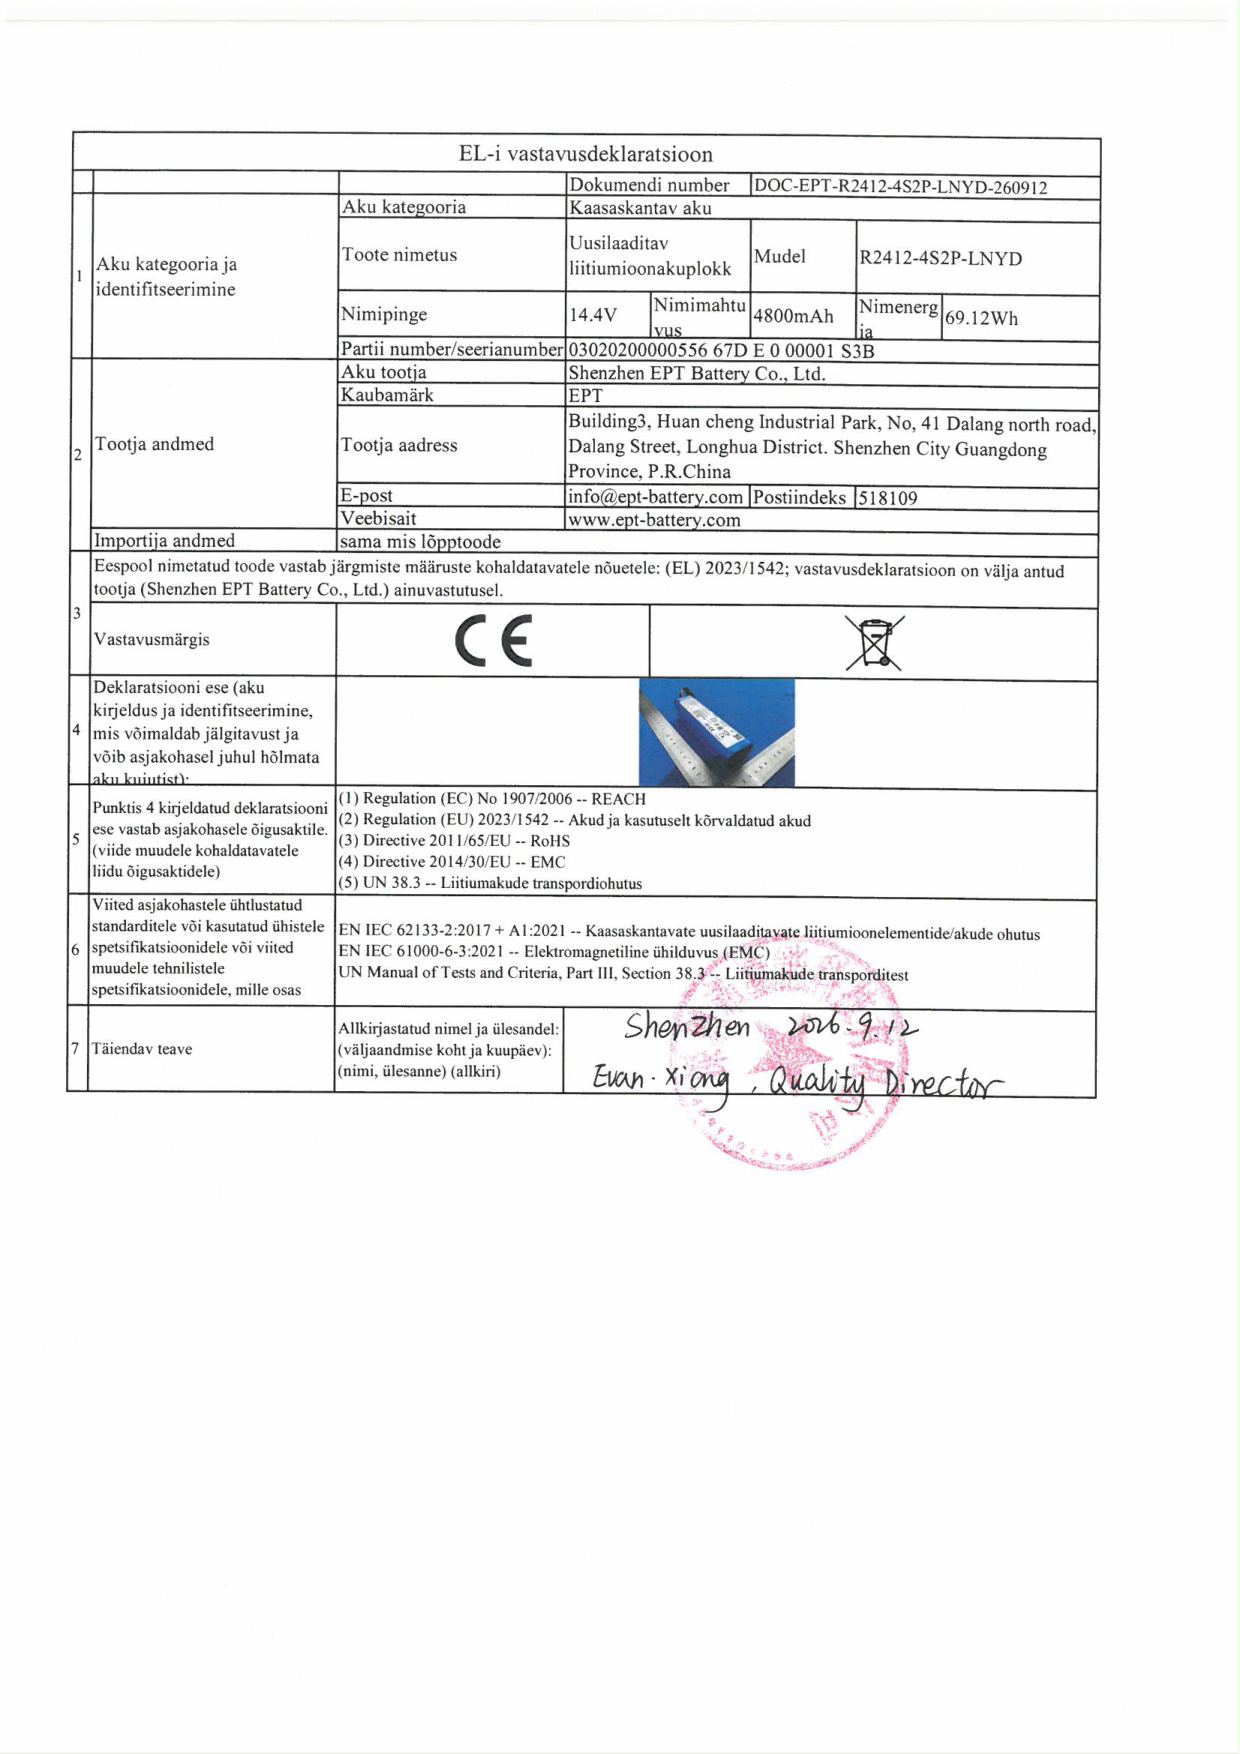 EL-i vastavusdeklaratsioon
Dokumendi number DOC-EPT-R2412-4S2P-LNYD-260912
1 Aku kategooria ja
identifitseerimine
Aku kategooria Kaasaskantav aku
Toote nimetus Uusilaaditav
liitiumioonakuplokk
Mudel R2412-4S2P-LNYD
Nimipinge 14.4V Nimimahtu
vus
4800mAh Nimenerg
ia
69.12Wh
Partii number/seerianumber 03020200000556 67D E 0 00001 S3B
2 Tootja andmed
Aku tootja Shenzhen EPT Battery Co., Ltd.
Kaubamärk EPT
Tootja aadress
Building3, Huan cheng Industrial Park, No, 41 Dalang north road,
Dalang Street, Longhua District. Shenzhen City Guangdong
Province, P.R.China
E-post info@ept-battery.com Postiindeks 518109
Veebisait www.ept-battery.com
Importija andmed sama mis lõpptoode
3
Eespool nimetatud toode vastab järgmiste määruste kohaldatavatele nõuetele: (EL) 2023/1542; vastavusdeklaratsioon on välja antud
tootja (Shenzhen EPT Battery Co., Ltd.) ainuvastutusel.
Vastavusmärgis CE
4 Deklaratsiooni ese (aku
kirjeldus ja identifitseerimine,
mis võimaldab jälgitavust ja
võib asjakohasel juhul hõlmata
aku kujutist):
5 Punktis 4 kirjeldatud deklaratsiooni
ese vastab asjakohasele õigusaktile.
(viide muudele kohaldatavatele
liidu õigusaktidele)
(1) Regulation (EC) No 1907/2006 -- REACH
(2) Regulation (EU) 2023/1542 -- Akud ja kasutuselt kõrvaldatud akud
(3) Directive 2011/65/EU -- RoHS
(4) Directive 2014/30/EU -- EMC
(5) UN 38.3 -- Liitiumakude transpordiohutus
6 Viited asjakohastele ühtlustatud
standarditele või kasutatud ühistele
spetsifikatsioonidele või viited
muudele tehnilistele
spetsifikatsioonidele, mille osas
EN IEC 62133-2:2017 + A1:2021 -- Kaasaskantavate uusilaaditavate liitiumioonelementide/akude ohutus
EN IEC 61000-6-3:2021 -- Elektromagnetiline ühilduvus (EMC)
UN Manual of Tests and Criteria, Part III, Section 38.3 -- Liitiumakude transporditest
7 Täiendav teave
Allkirjastatud nimel ja ülesandel:
(väljaandmise koht ja kuupäev):
(nimi, ülesanne) (allkiri)
Shenzhen 2026.9.12
Evan. Xiong, Quality Director